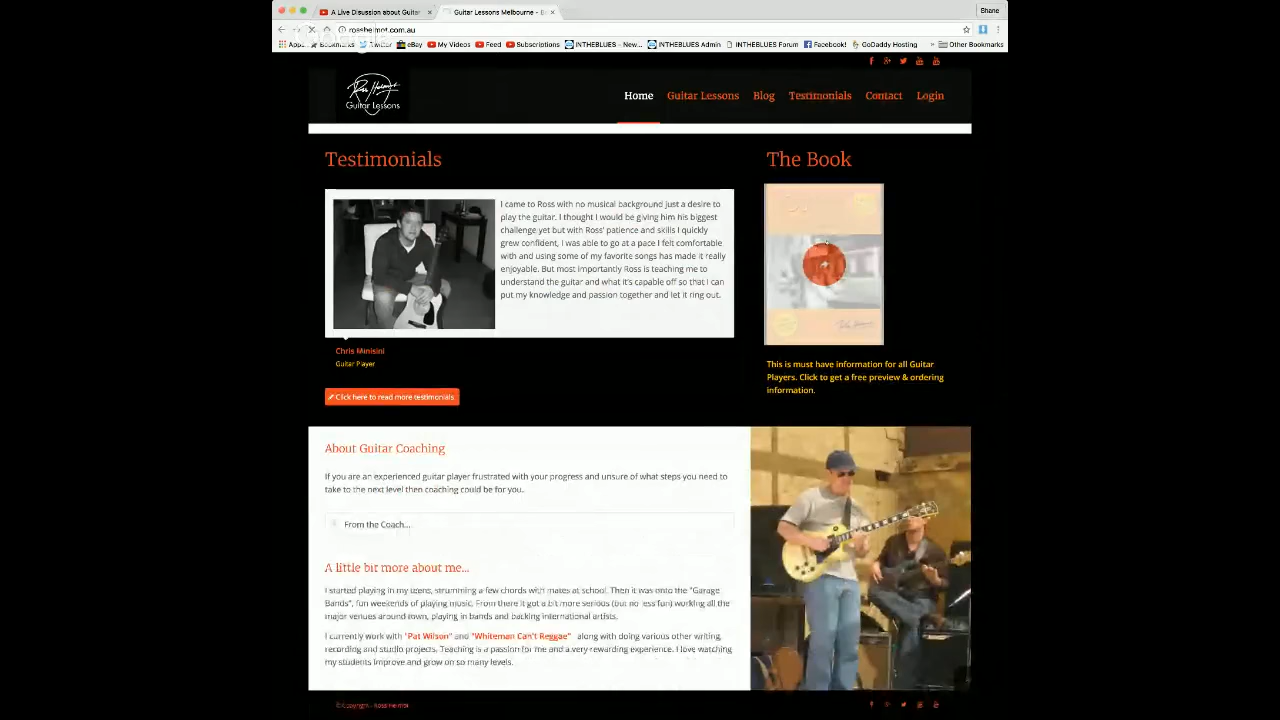 A Live Disussion about Guitar
Guitar Lessons Melbourne - B
Shane
rosshelmot.com.au
Apps
Bookmarks
Twitter
eBay
My Videos
Feed
Subscriptions
INTHEBLUES - New...
INTHEBLUES Admin
INTHEBLUES Forum
Facebook!
GoDaddy Hosting
»
Other Bookmarks
Guitar Lessons
Home
Guitar Lessons
Blog
Testimonials
Contact
Login
Testimonials
The Book
I came to Ross with no musical background just a desire to
play the guitar. I thought I would be giving him his biggest
challenge yet but with Ross' patience and skills I quickly
grew confident, I was able to go at a pace I felt comfortable
with and using some of my favorite songs has made it really
enjoyable. But most importantly Ross is teaching me to
understand the guitar and what it's capable off so that I can
put my knowledge and passion together and let it ring out.
Chris Minisini
Guitar Player
This is must have information for all Guitar
Players. Click to get a free preview & ordering
information.
Click here to read more testimonials
About Guitar Coaching
If you are an experienced guitar player frustrated with your progress and unsure of what steps you need to
take to the next level then coaching could be for you.
From the Coach...
A little bit more about me...
I started playing in my teens, strumming a few chords with mates at school. Then it was onto the "Garage
Bands", fun weekends of playing music. From there it got a bit more serious (but no less fun) working all the
major venues around town, playing in bands and backing international artists.
I currently work with "Pat Wilson" and "Whiteman Can't Reggae" along with doing various other writing,
recording and studio projects. Teaching is a passion for me and a very rewarding experience. I love watching
my students improve and grow on so many levels.
© Copyright - Ross